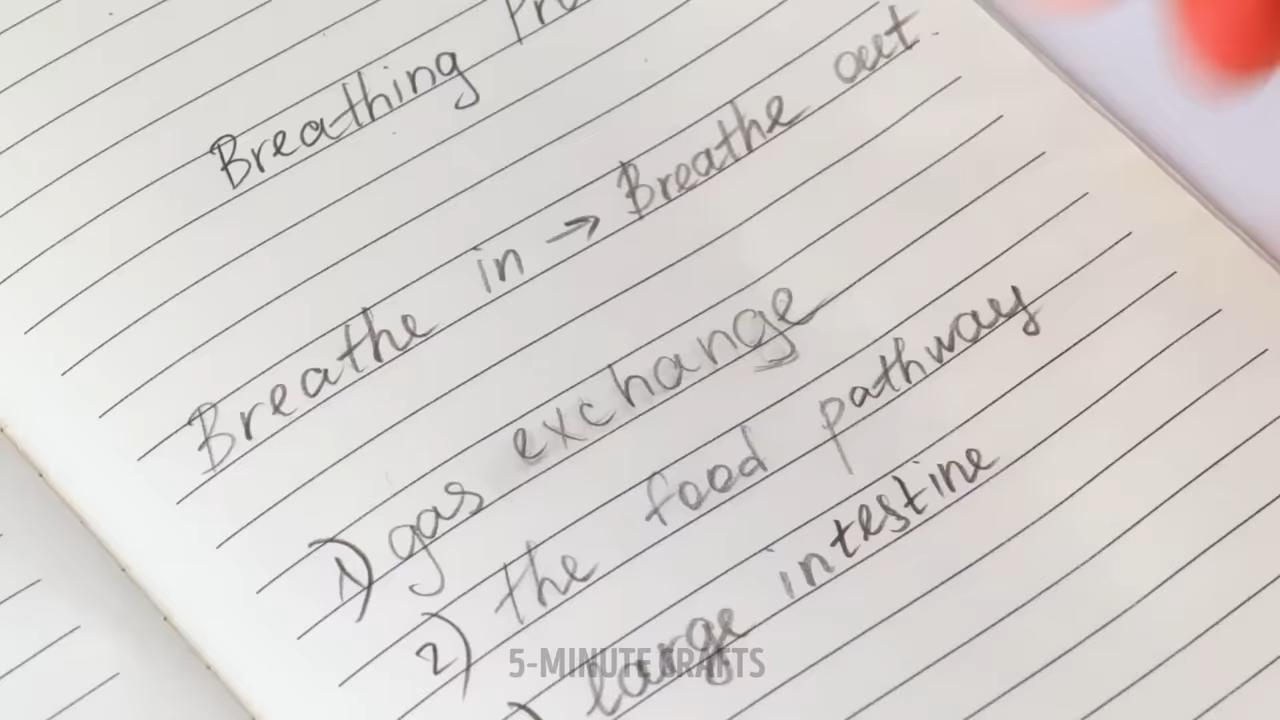 Breathing
Breathe in → Breathe out.
1) gas exchange
2) the food pathway
large intestine
5-MINUTE CRAFTS